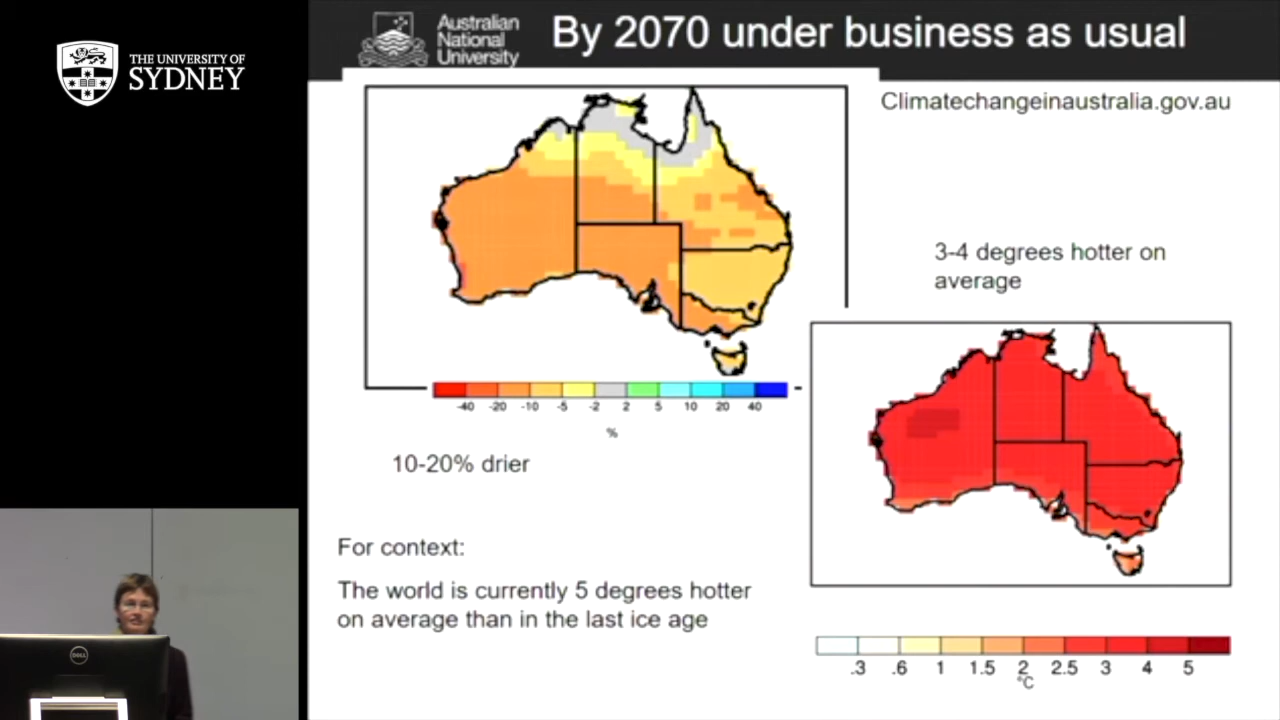 THE UNIVERSITY OF
SYDNEY
Australian
National
University
By 2070 under business as usual
Climatechangeinaustralia.gov.au
3-4 degrees hotter on
average
-40 -20 -10 -5 -2 2 5 10 20 40
%
10-20% drier
For context:
The world is currently 5 degrees hotter
on average than in the last ice age
.3 .6 1 1.5 2 2.5 3 4 5
°C
DELL